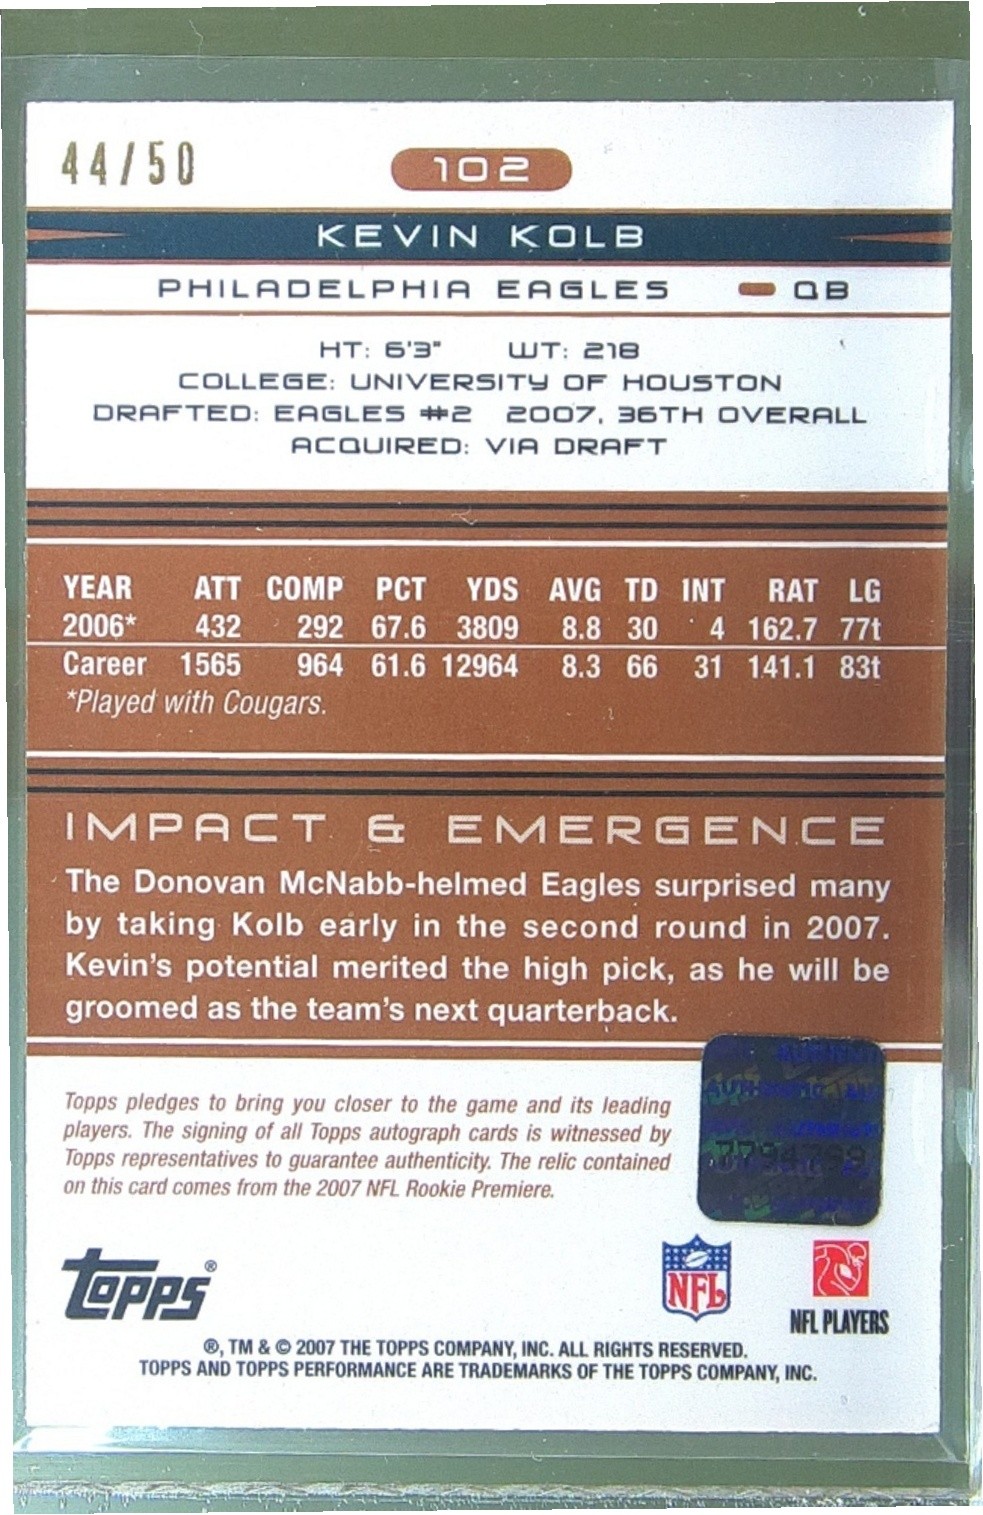 44/50
102
KEVIN KOLB
PHILADELPHIA EAGLES - QB
HT: 6'3" WT: 218
COLLEGE: UNIVERSITY OF HOUSTON
DRAFTED: EAGLES #2 2007, 36TH OVERALL
ACQUIRED: VIA DRAFT
YEAR ATT COMP PCT YDS AVG TD INT RAT LG
2006* 432 292 67.6 3809 8.8 30 4 162.7 77t
Career 1565 964 61.6 12964 8.3 66 31 141.1 83t
*Played with Cougars.
IMPACT & EMERGENCE
The Donovan McNabb-helmed Eagles surprised many
by taking Kolb early in the second round in 2007.
Kevin's potential merited the high pick, as he will be
groomed as the team's next quarterback.
Topps pledges to bring you closer to the game and its leading
players. The signing of all Topps autograph cards is witnessed by
Topps representatives to guarantee authenticity. The relic contained
on this card comes from the 2007 NFL Rookie Premiere.
Topps®
NFL
NFL PLAYERS
®, TM & © 2007 THE TOPPS COMPANY, INC. ALL RIGHTS RESERVED.
TOPPS AND TOPPS PERFORMANCE ARE TRADEMARKS OF THE TOPPS COMPANY, INC.